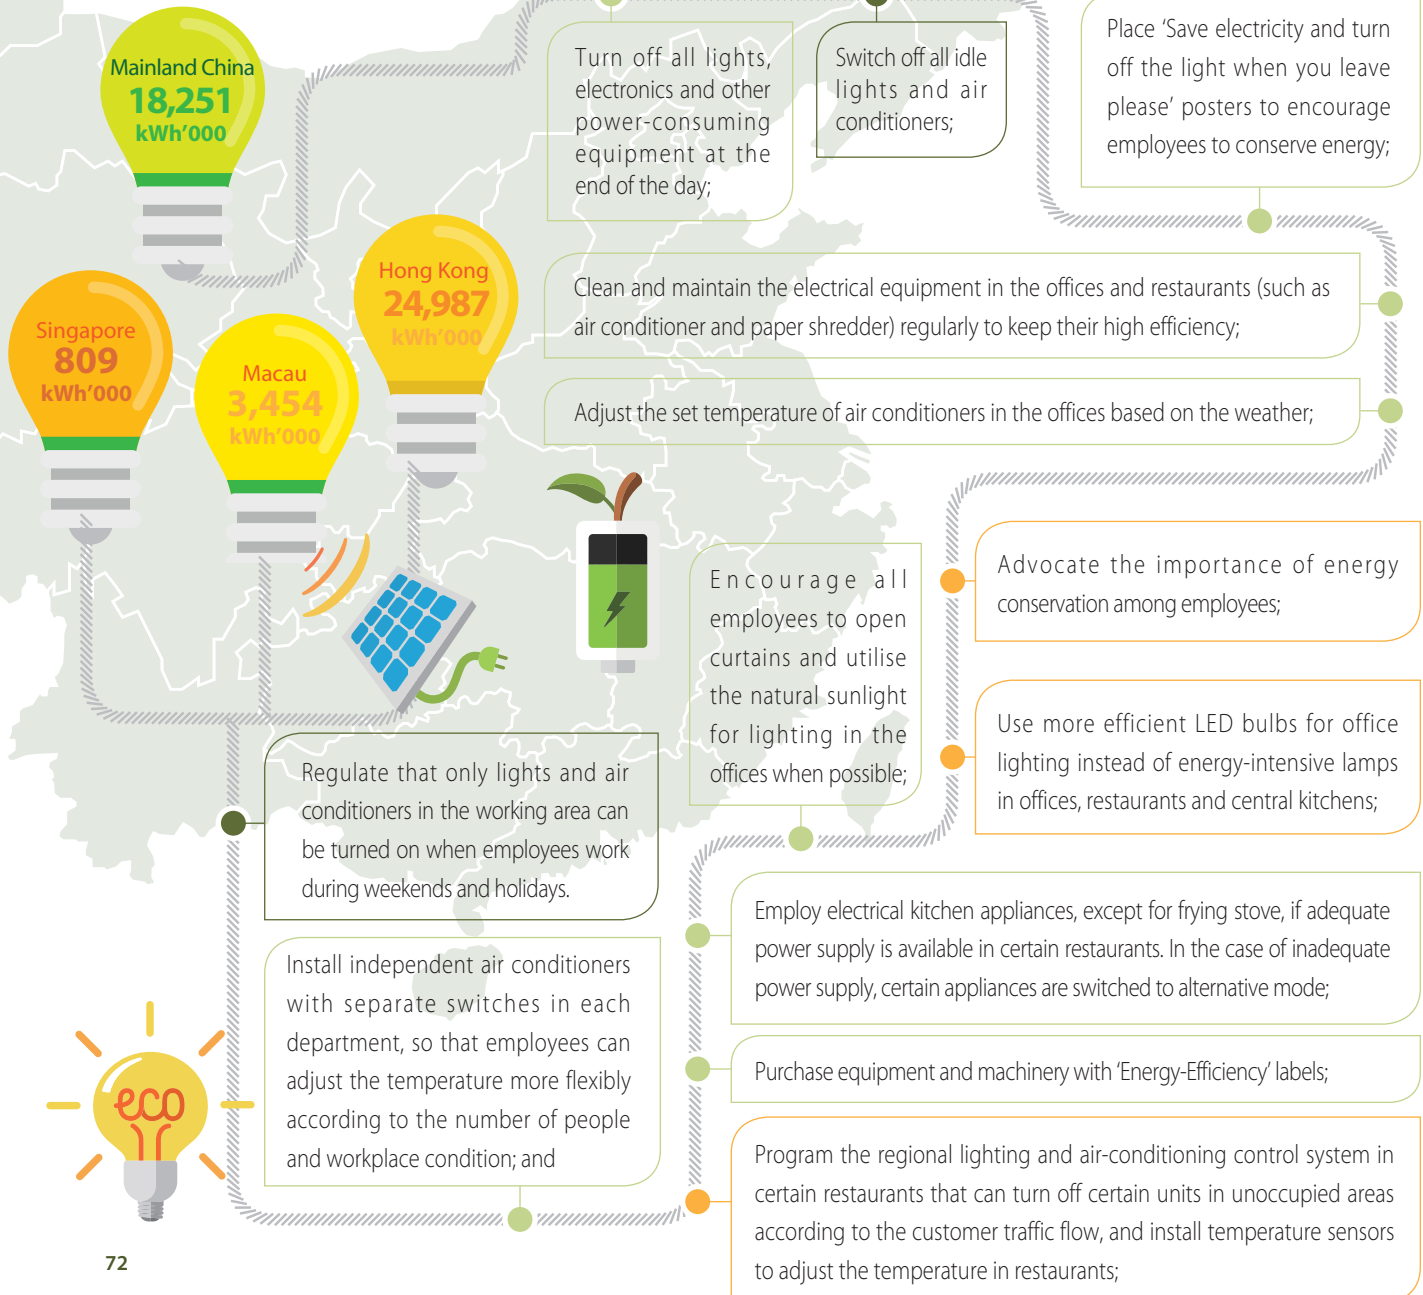 Mainland China
18,251
kWh'000
Hong Kong
24,987
kWh'000
Singapore
809
kWh'000
Macau
3,454
kWh'000
Turn off all lights,
electronics and other
power-consuming
equipment at the
end of the day;
Switch off all idle
lights and air
conditioners;
Place ‘Save electricity and turn
off the light when you leave
please’ posters to encourage
employees to conserve energy;
Clean and maintain the electrical equipment in the offices and restaurants (such as
air conditioner and paper shredder) regularly to keep their high efficiency;
Adjust the set temperature of air conditioners in the offices based on the weather;
Advocate the importance of energy
conservation among employees;
Use more efficient LED bulbs for office
lighting instead of energy-intensive lamps
in offices, restaurants and central kitchens;
Encourage all
employees to open
curtains and utilise
the natural sunlight
for lighting in the
offices when possible;
Employ electrical kitchen appliances, except for frying stove, if adequate
power supply is available in certain restaurants. In the case of inadequate
power supply, certain appliances are switched to alternative mode;
Purchase equipment and machinery with ‘Energy-Efficiency’ labels;
Program the regional lighting and air-conditioning control system in
certain restaurants that can turn off certain units in unoccupied areas
according to the customer traffic flow, and install temperature sensors
to adjust the temperature in restaurants;
Install independent air conditioners
with separate switches in each
department, so that employees can
adjust the temperature more flexibly
according to the number of people
and workplace condition; and
Regulate that only lights and air
conditioners in the working area can
be turned on when employees work
during weekends and holidays.
eco
72